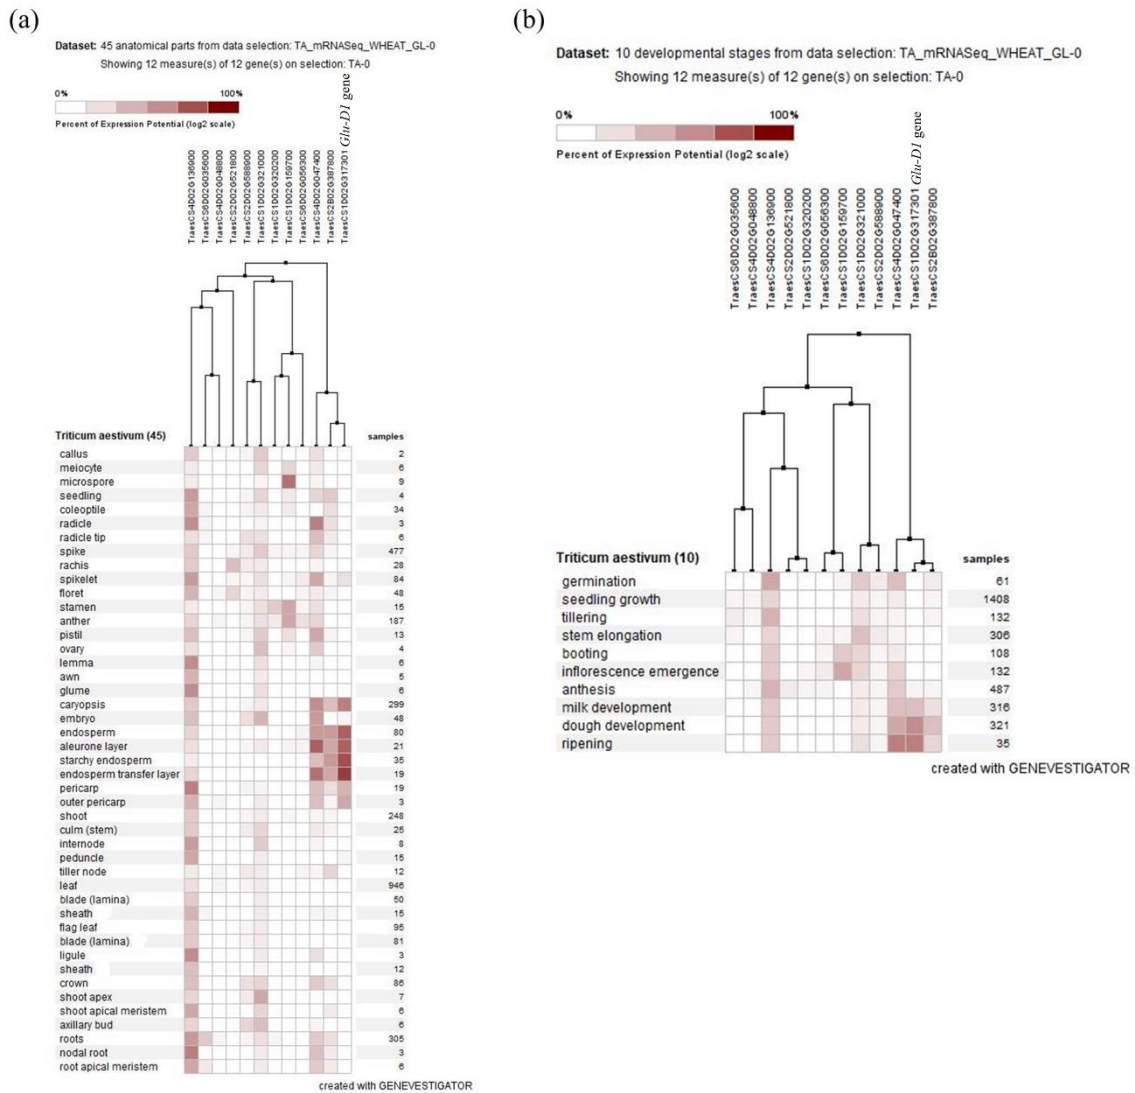 (a)
Dataset: 45 anatomical parts from data selection: TA_mRNASeq_WHEAT_GL-0
Showing 12 measure(s) of 12 gene(s) on selection: TA-0
0% 100%
Percent of Expression Potential (log2 scale)
TraesCS4D02G136900
TraesCS6D02G035600
TraesCS4D02G048800
TraesCS2D02G521800
TraesCS2D02G588900
TraesCS1D02G321000
TraesCS1D02G320200
TraesCS1D02G159700
TraesCS6D02G056300
TraesCS4D02G047400
TraesCS2B02G387800
TraesCS1D02G317301 Glu-D1 gene
Triticum aestivum (45) samples
callus 2
meiocyte 6
microspore 9
seedling 4
coleoptile 34
radicle 3
radicle tip 6
spike 477
rachis 28
spikelet 84
floret 48
stamen 15
anther 187
pistil 13
ovary 4
lemma 6
awn 5
glume 6
caryopsis 299
embryo 48
endosperm 80
aleurone layer 21
starchy endosperm 35
endosperm transfer layer 19
pericarp 19
outer pericarp 3
shoot 248
culm (stem) 25
internode 8
peduncle 15
tiller node 12
leaf 946
blade (lamina) 50
sheath 15
flag leaf 95
blade (lamina) 81
ligule 3
sheath 12
crown 86
shoot apex 7
shoot apical meristem 6
axillary bud 6
roots 305
nodal root 3
root apical meristem 6
created with GENEVESTIGATOR
(b)
Dataset: 10 developmental stages from data selection: TA_mRNASeq_WHEAT_GL-0
Showing 12 measure(s) of 12 gene(s) on selection: TA-0
0% 100%
Percent of Expression Potential (log2 scale)
TraesCS6D02G035600
TraesCS4D02G048800
TraesCS4D02G136900
TraesCS2D02G521800
TraesCS1D02G320200
TraesCS6D02G056300
TraesCS1D02G159700
TraesCS1D02G321000
TraesCS2D02G588900
TraesCS4D02G047400
TraesCS1D02G317301 Glu-D1 gene
TraesCS2B02G387800
Triticum aestivum (10) samples
germination 61
seedling growth 1408
tillering 132
stem elongation 306
booting 108
inflorescence emergence 132
anthesis 487
milk development 316
dough development 321
ripening 35
created with GENEVESTIGATOR